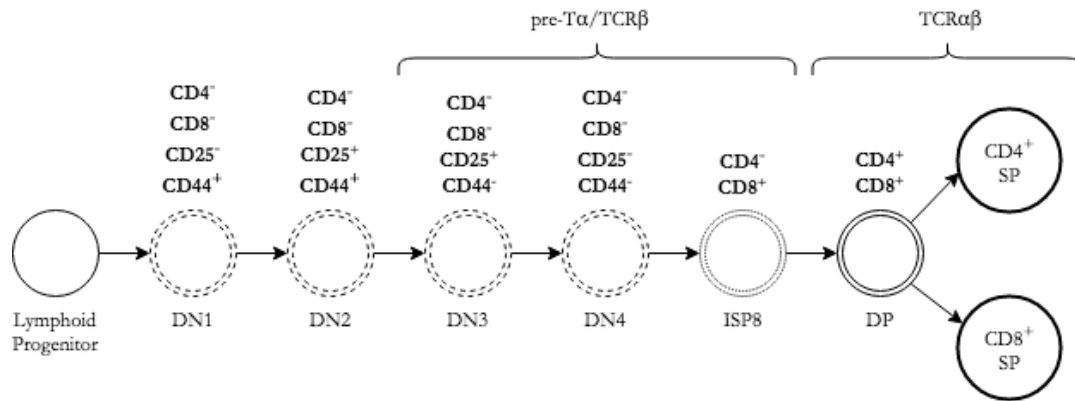 pre-Tα/TCRβ
TCRαβ
CD4⁻
CD8⁻
CD25⁻
CD44⁺
CD4⁻
CD8⁻
CD25⁺
CD44⁺
CD4⁻
CD8⁻
CD25⁺
CD44⁻
CD4⁻
CD8⁻
CD25⁻
CD44⁻
CD4⁻
CD8⁺
CD4⁺
CD8⁺
CD4⁺
SP
Lymphoid
Progenitor
DN1
DN2
DN3
DN4
ISP8
DP
CD8⁺
SP